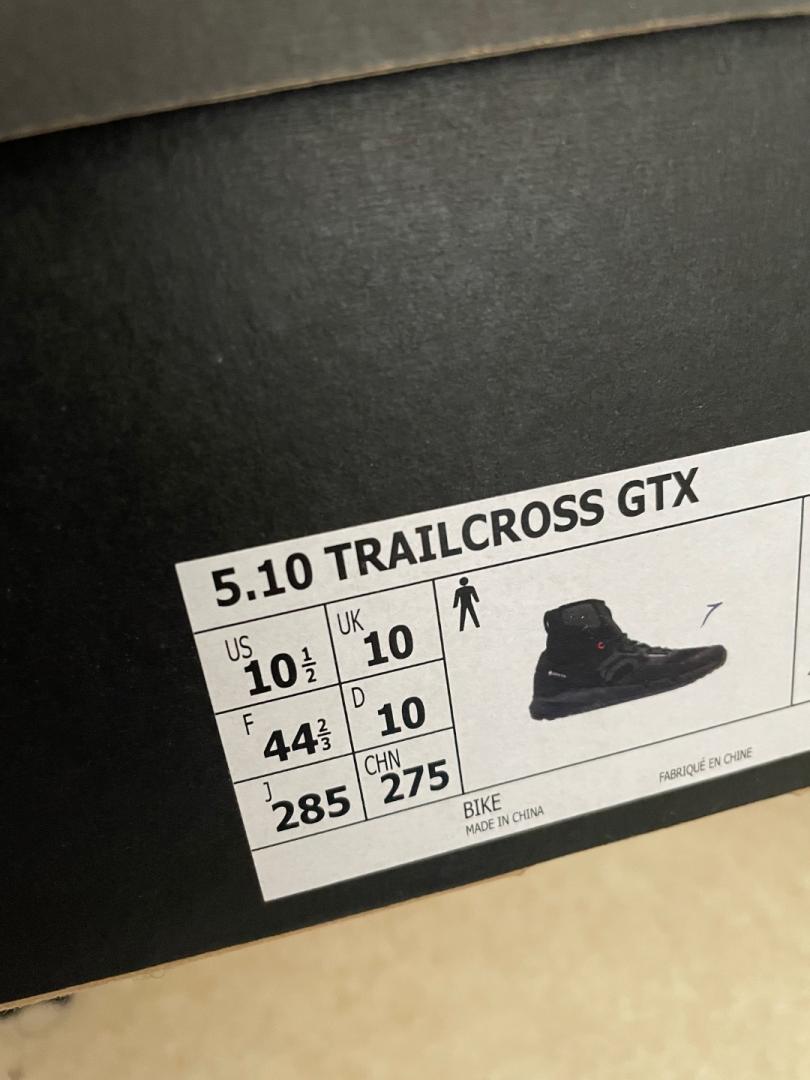 5.10 TRAILCROSS GTX
US 10½ UK 10
F 44⅔ D 10
J 285 CHN 275
7
BIKE
MADE IN CHINA FABRIQUÉ EN CHINE